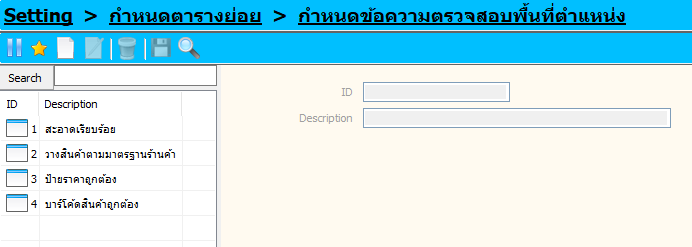 Setting > กำหนดตารางย่อย > กำหนดข้อความตรวจสอบพื้นที่ตำแหน่ง
Search
ID Description
1 สะอาดเรียบร้อย
2 วางสินค้าตามมาตรฐานร้านค้า
3 ป้ายราคาถูกต้อง
4 บาร์โค้ดสินค้าถูกต้อง
ID
Description